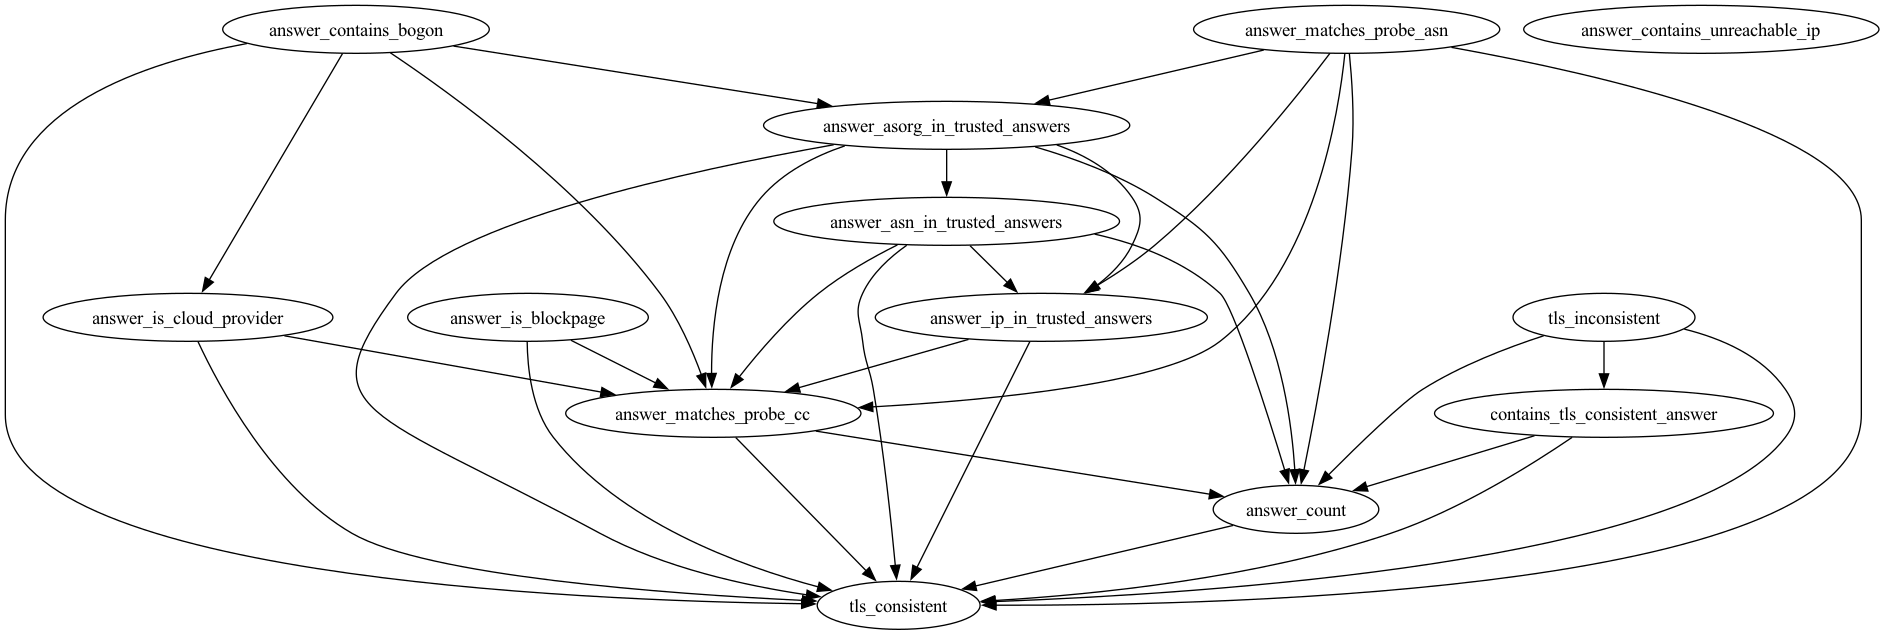 answer_contains_bogon
answer_matches_probe_asn
answer_contains_unreachable_ip
answer_asorg_in_trusted_answers
answer_asn_in_trusted_answers
answer_is_cloud_provider
answer_is_blockpage
answer_ip_in_trusted_answers
tls_inconsistent
answer_matches_probe_cc
contains_tls_consistent_answer
answer_count
tls_consistent